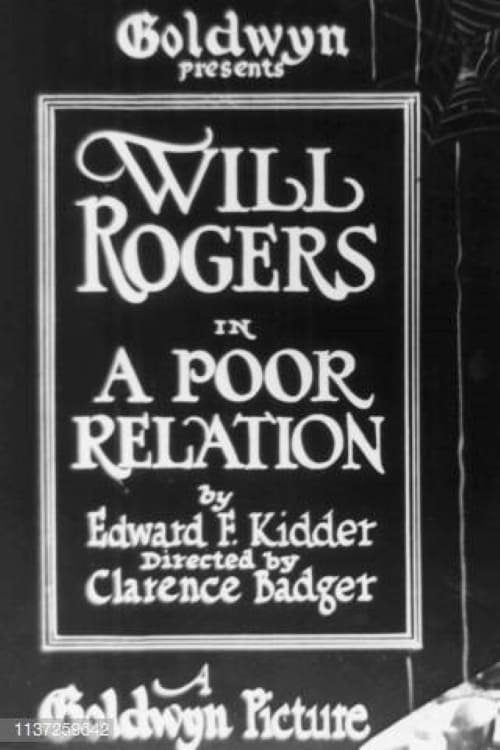 Goldwyn
presents
WILL
ROGERS
IN
A POOR
RELATION
by
Edward F. Kidder
Directed by
Clarence Badger
A
Goldwyn Picture
1137259642